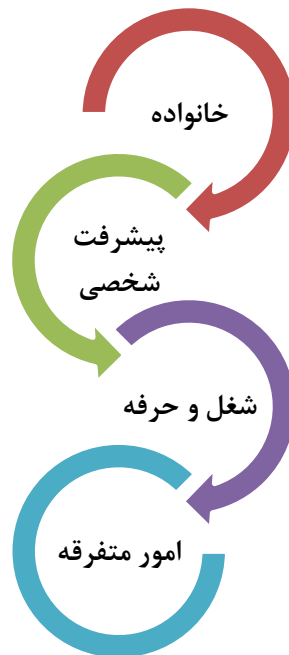 خانواده
پیشرفت
شخصی
شغل و حرفه
امور متفرقه